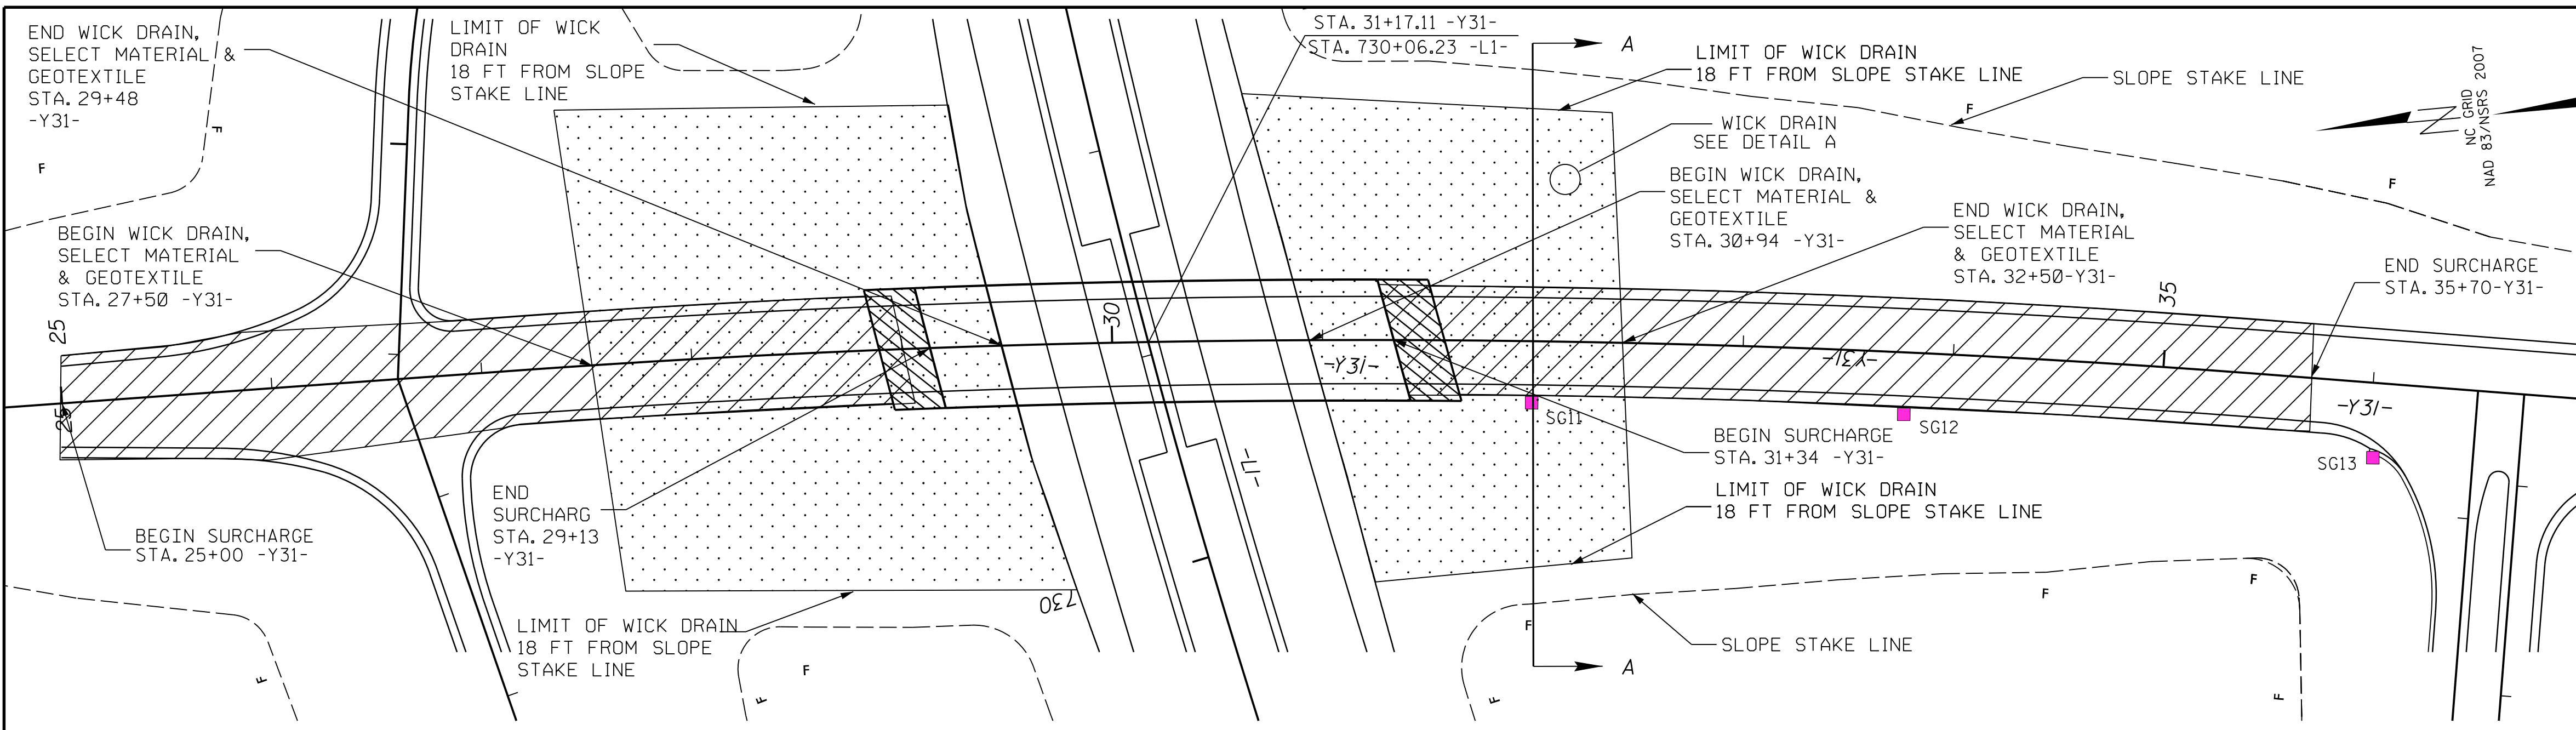 END WICK DRAIN,
SELECT MATERIAL &
GEOTEXTILE
STA. 29+48
-Y31-
LIMIT OF WICK
DRAIN
18 FT FROM SLOPE
STAKE LINE
STA. 31+17.11 -Y31-
STA. 730+06.23 -L1-
A
LIMIT OF WICK DRAIN
18 FT FROM SLOPE STAKE LINE
SLOPE STAKE LINE
NC GRID
NAD 83/NSRS 2007
F
F
F
F
WICK DRAIN
SEE DETAIL A
BEGIN WICK DRAIN,
SELECT MATERIAL &
GEOTEXTILE
STA. 30+94 -Y31-
END WICK DRAIN,
SELECT MATERIAL
& GEOTEXTILE
STA. 32+50-Y31-
END SURCHARGE
STA. 35+70-Y31-
BEGIN WICK DRAIN,
SELECT MATERIAL
& GEOTEXTILE
STA. 27+50 -Y31-
25
30
35
-Y31-
-Y31-
-Y31-
25
SG11
SG12
SG13
BEGIN SURCHARGE
STA. 31+34 -Y31-
-L1-
LIMIT OF WICK DRAIN
18 FT FROM SLOPE STAKE LINE
END
SURCHARG
STA. 29+13
-Y31-
BEGIN SURCHARGE
STA. 25+00 -Y31-
730
LIMIT OF WICK DRAIN
18 FT FROM SLOPE
STAKE LINE
SLOPE STAKE LINE
A
F
F
F
F
F
F
F
F